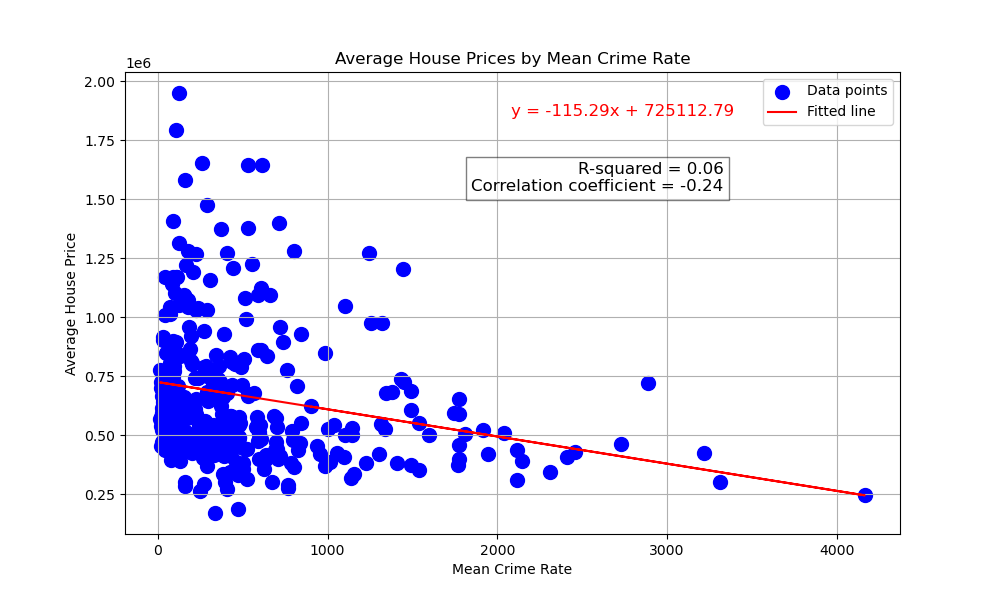 Average House Prices by Mean Crime Rate
1e6
2.00
1.75
1.50
1.25
1.00
0.75
0.50
0.25
Average House Price
y = -115.29x + 725112.79
Data points
Fitted line
R-squared = 0.06
Correlation coefficient = -0.24
0 1000 2000 3000 4000
Mean Crime Rate